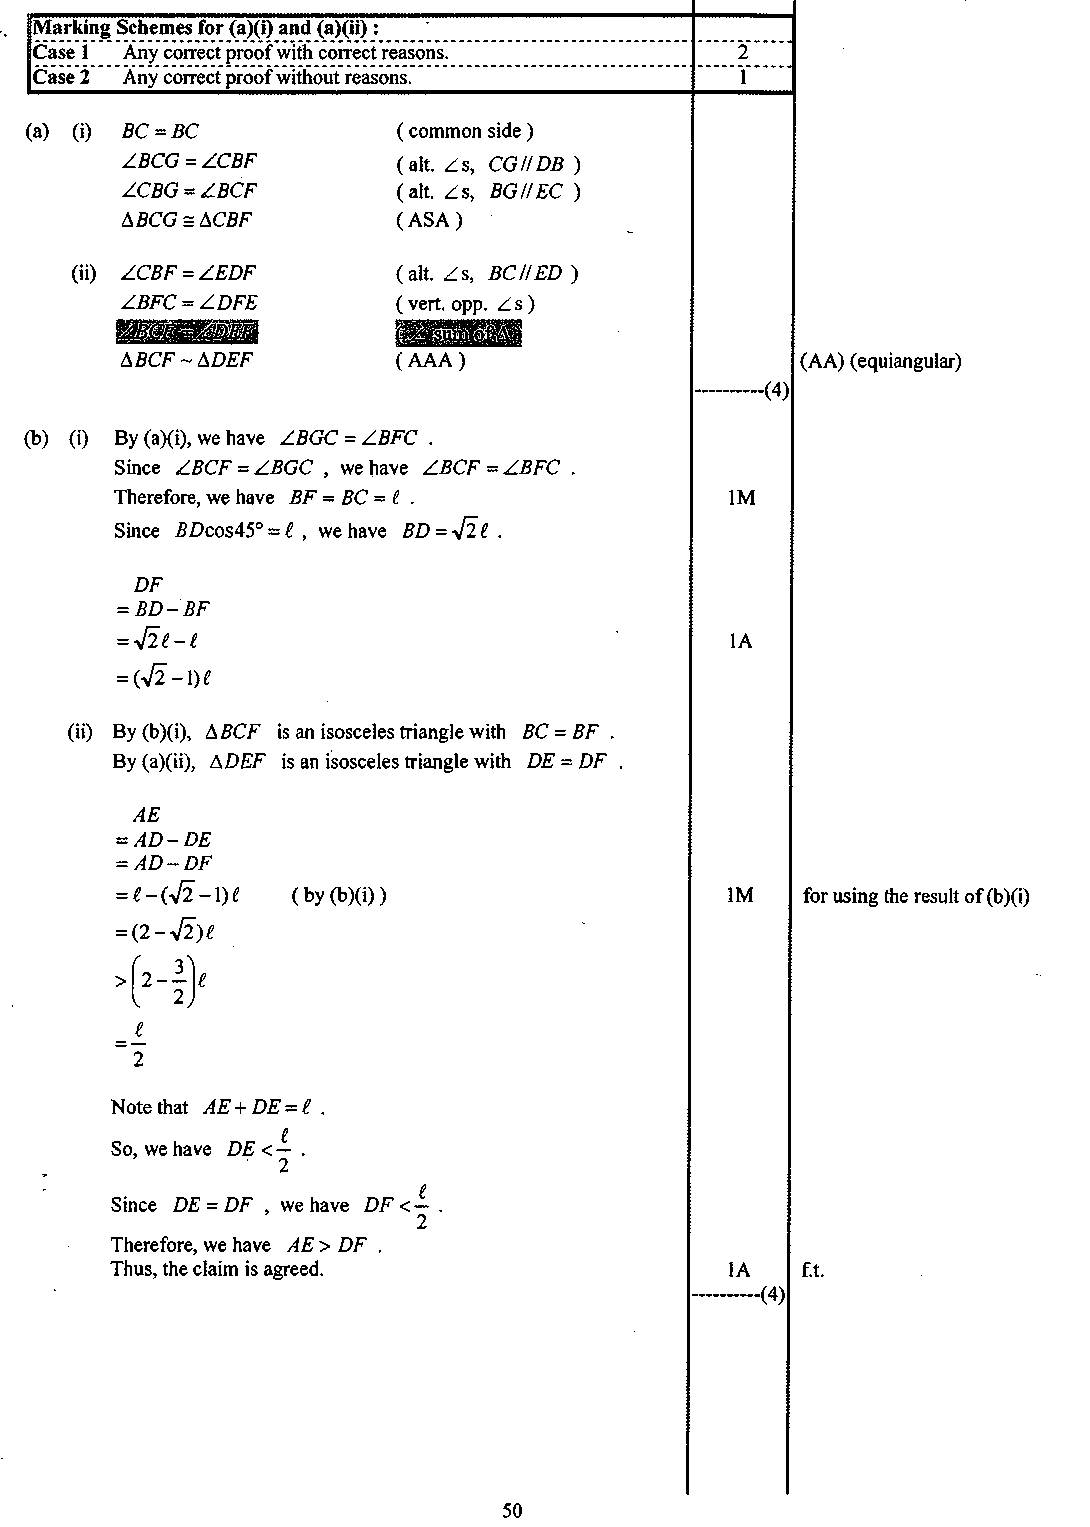 Marking Schemes for (a)(i) and (a)(ii) :
Case 1 Any correct proof with correct reasons. 2
Case 2 Any correct proof without reasons. 1
(a) (i) BC = BC ( common side )
∠BCG = ∠CBF ( alt. ∠s, CG // DB )
∠CBG = ∠BCF ( alt. ∠s, BG // EC )
ΔBCG ≅ ΔCBF ( ASA )
(ii) ∠CBF = ∠EDF ( alt. ∠s, BC // ED )
∠BFC = ∠DFE ( vert. opp. ∠s )
∠BCF = ∠DEF ( ∠ sum of Δ )
ΔBCF ~ ΔDEF ( AAA ) (AA) (equiangular)
----------(4)
(b) (i) By (a)(i), we have ∠BGC = ∠BFC .
Since ∠BCF = ∠BGC , we have ∠BCF = ∠BFC .
Therefore, we have BF = BC = ℓ . 1M
Since BD cos45° = ℓ , we have BD = √2 ℓ .
DF
= BD − BF
= √2 ℓ − ℓ 1A
= (√2 − 1) ℓ
(ii) By (b)(i), ΔBCF is an isosceles triangle with BC = BF .
By (a)(ii), ΔDEF is an isosceles triangle with DE = DF .
AE
= AD − DE
= AD − DF
= ℓ − (√2 − 1) ℓ ( by (b)(i) ) 1M for using the result of (b)(i)
= (2 − √2) ℓ
> (2 − 3/2) ℓ
= ℓ/2
Note that AE + DE = ℓ .
So, we have DE < ℓ/2 .
Since DE = DF , we have DF < ℓ/2 .
Therefore, we have AE > DF .
Thus, the claim is agreed. 1A f.t.
----------(4)
50